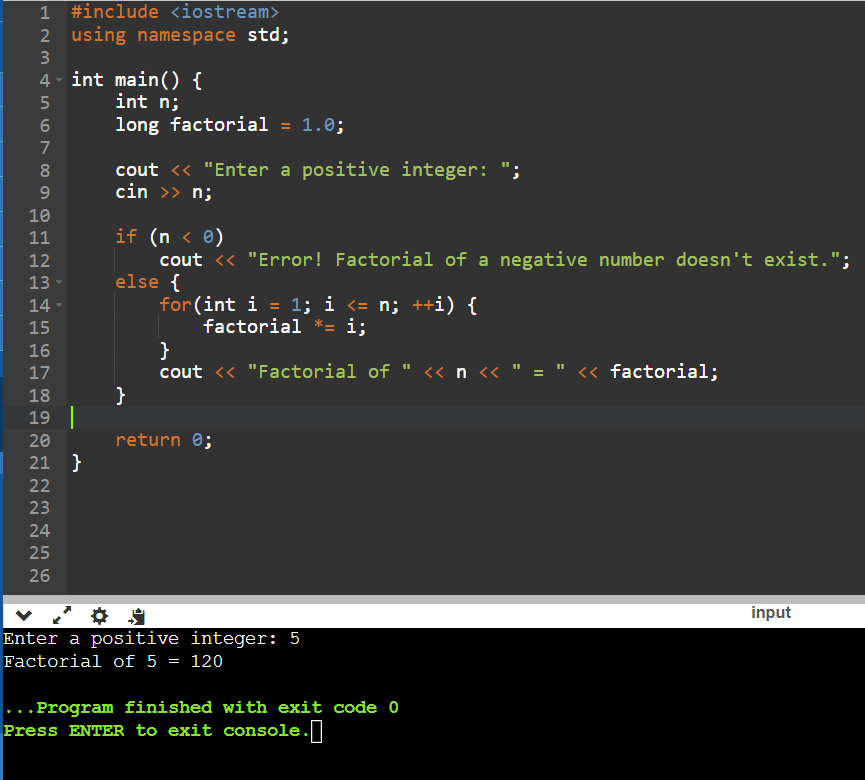 1 #include <iostream>
2 using namespace std;
3
4 int main() {
5     int n;
6     long factorial = 1.0;
7
8     cout << "Enter a positive integer: ";
9     cin >> n;
10
11     if (n < 0)
12         cout << "Error! Factorial of a negative number doesn't exist.";
13     else {
14         for(int i = 1; i <= n; ++i) {
15             factorial *= i;
16         }
17         cout << "Factorial of " << n << " = " << factorial;
18     }
19
20     return 0;
21 }
22
23
24
25
26
input
Enter a positive integer: 5
Factorial of 5 = 120

...Program finished with exit code 0
Press ENTER to exit console.